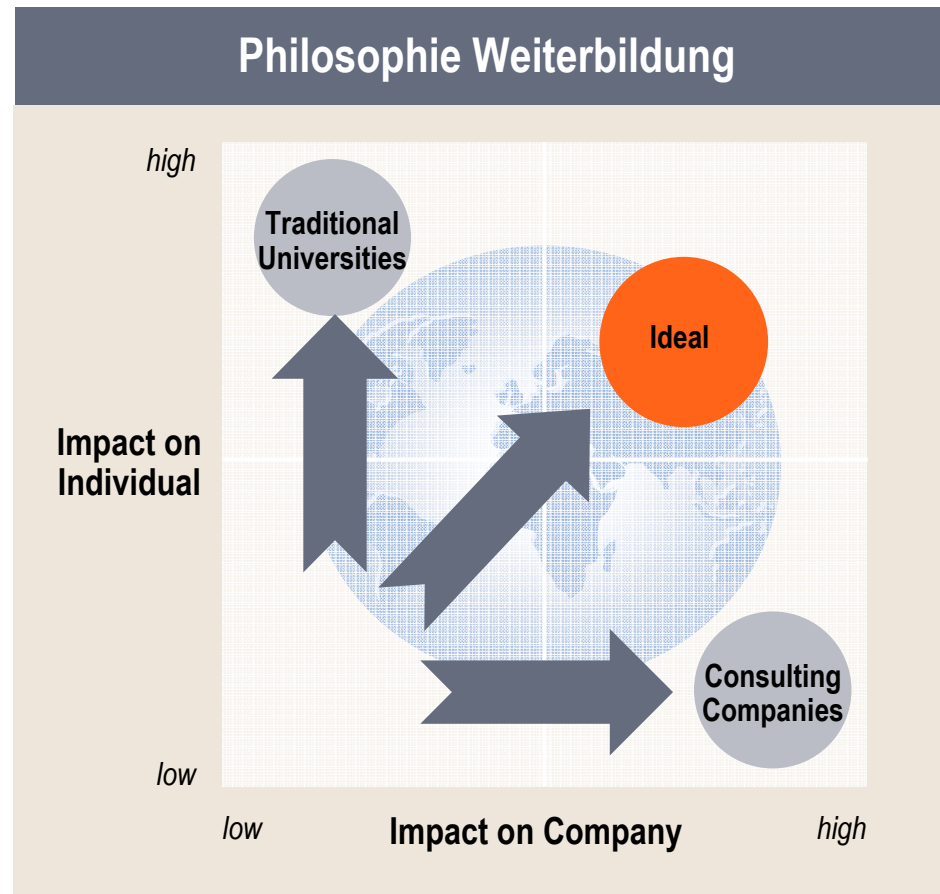 Philosophie Weiterbildung
high
Traditional
Universities
Ideal
Impact on
Individual
Consulting
Companies
low
low
Impact on Company
high